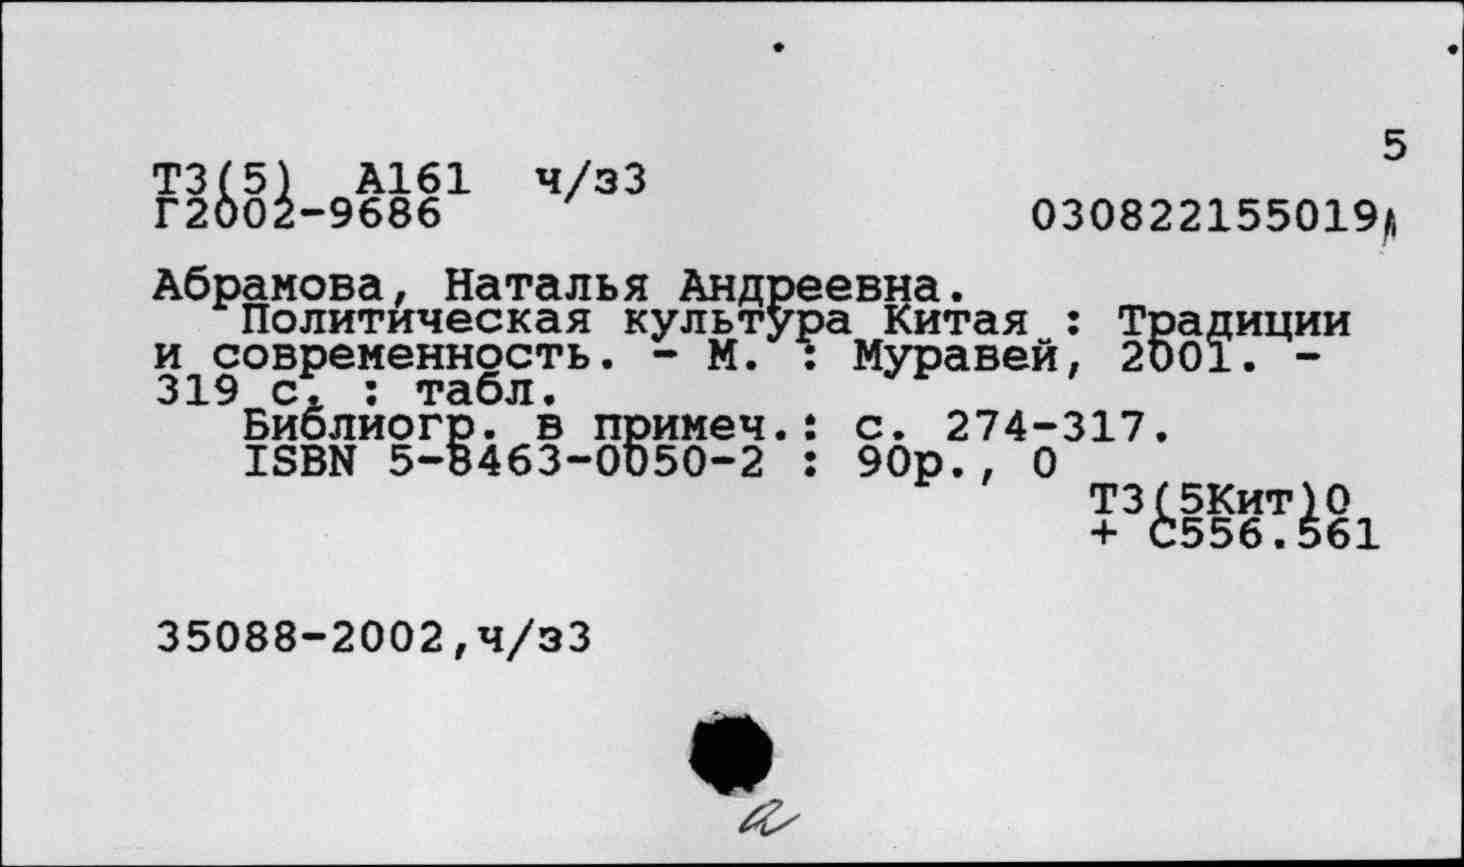 5
Т3(5) А161 ч/з3
Г2002-9686
030822155019
Абрамова, Наталья Андреевна.
Политическая культура Китая : Традиции
и современность. - М. : Муравей, 2001. -
319 с. : табл.
Библиогр. в примеч.: с. 274-317.
ISBN 5-8463-0050-2 : 90р., 0
Т3(5Кит)0
+ С556.561
35088-2002,ч/з3